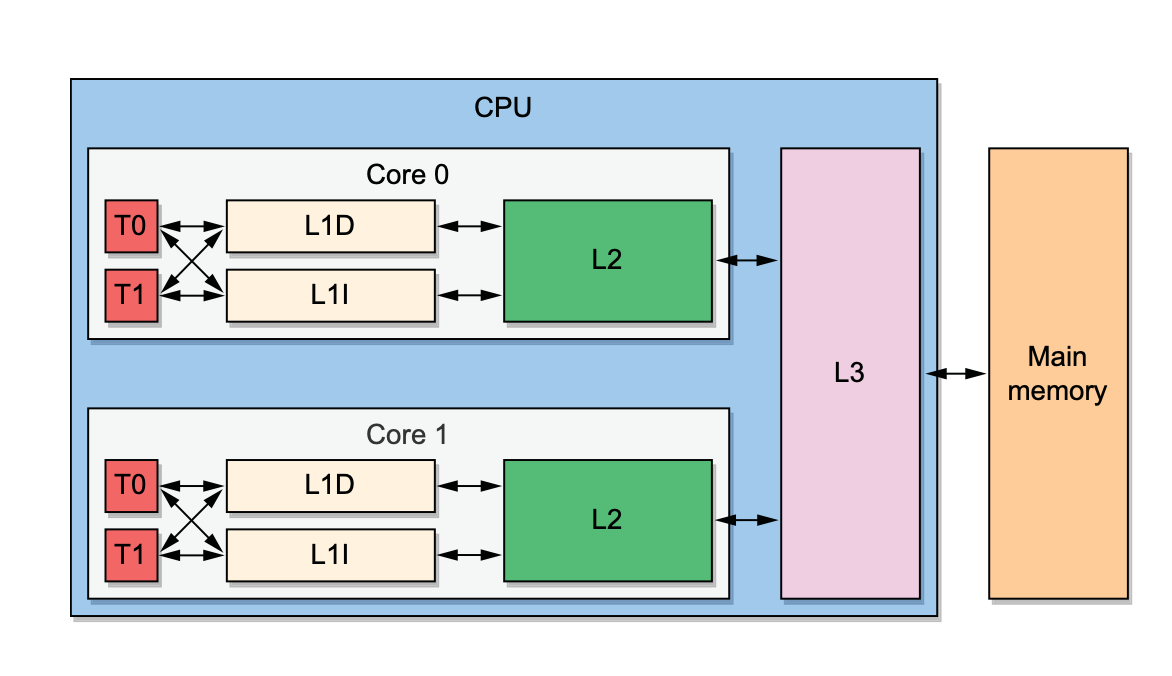 CPU
Core 0
T0
L1D
T1
L1I
L2
Core 1
T0
L1D
T1
L1I
L2
L3
Main
memory